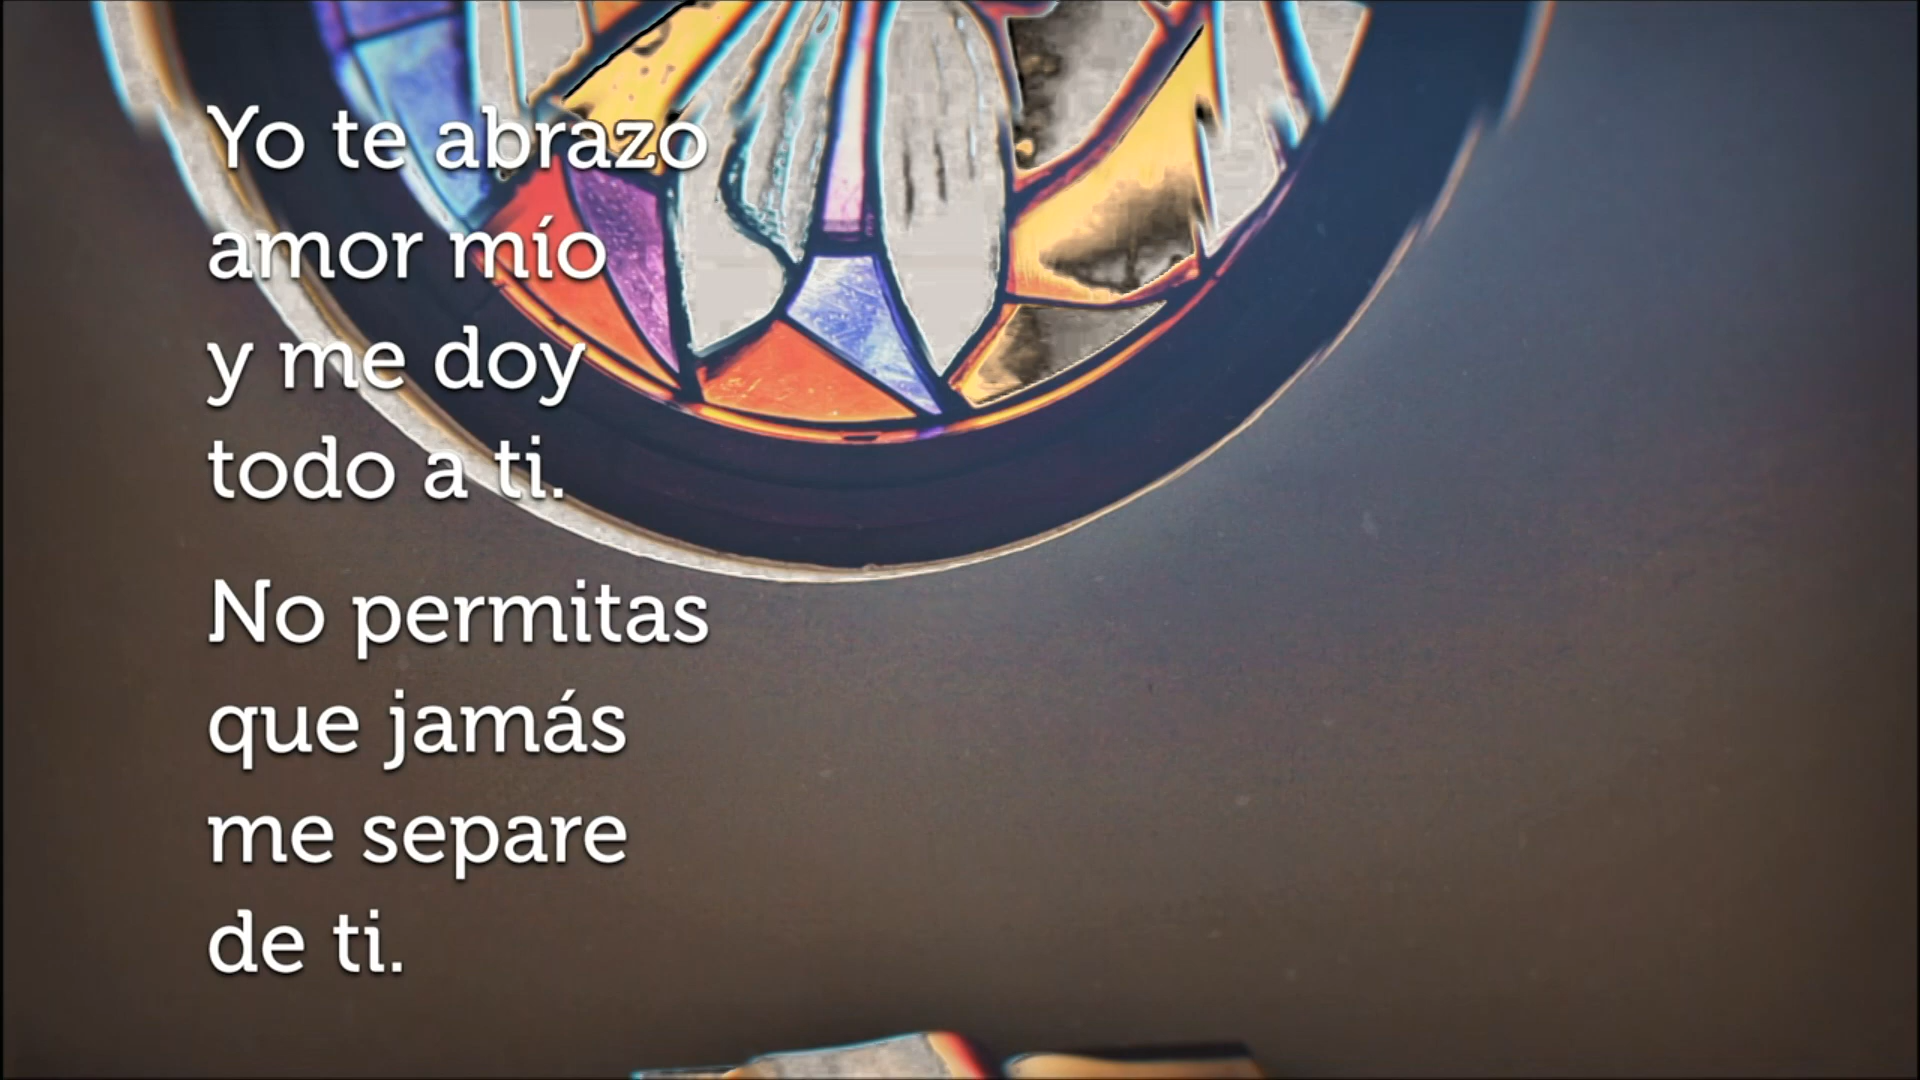 Yo te abrazo
amor mío
y me doy
todo a ti.
No permitas
que jamás
me separe
de ti.